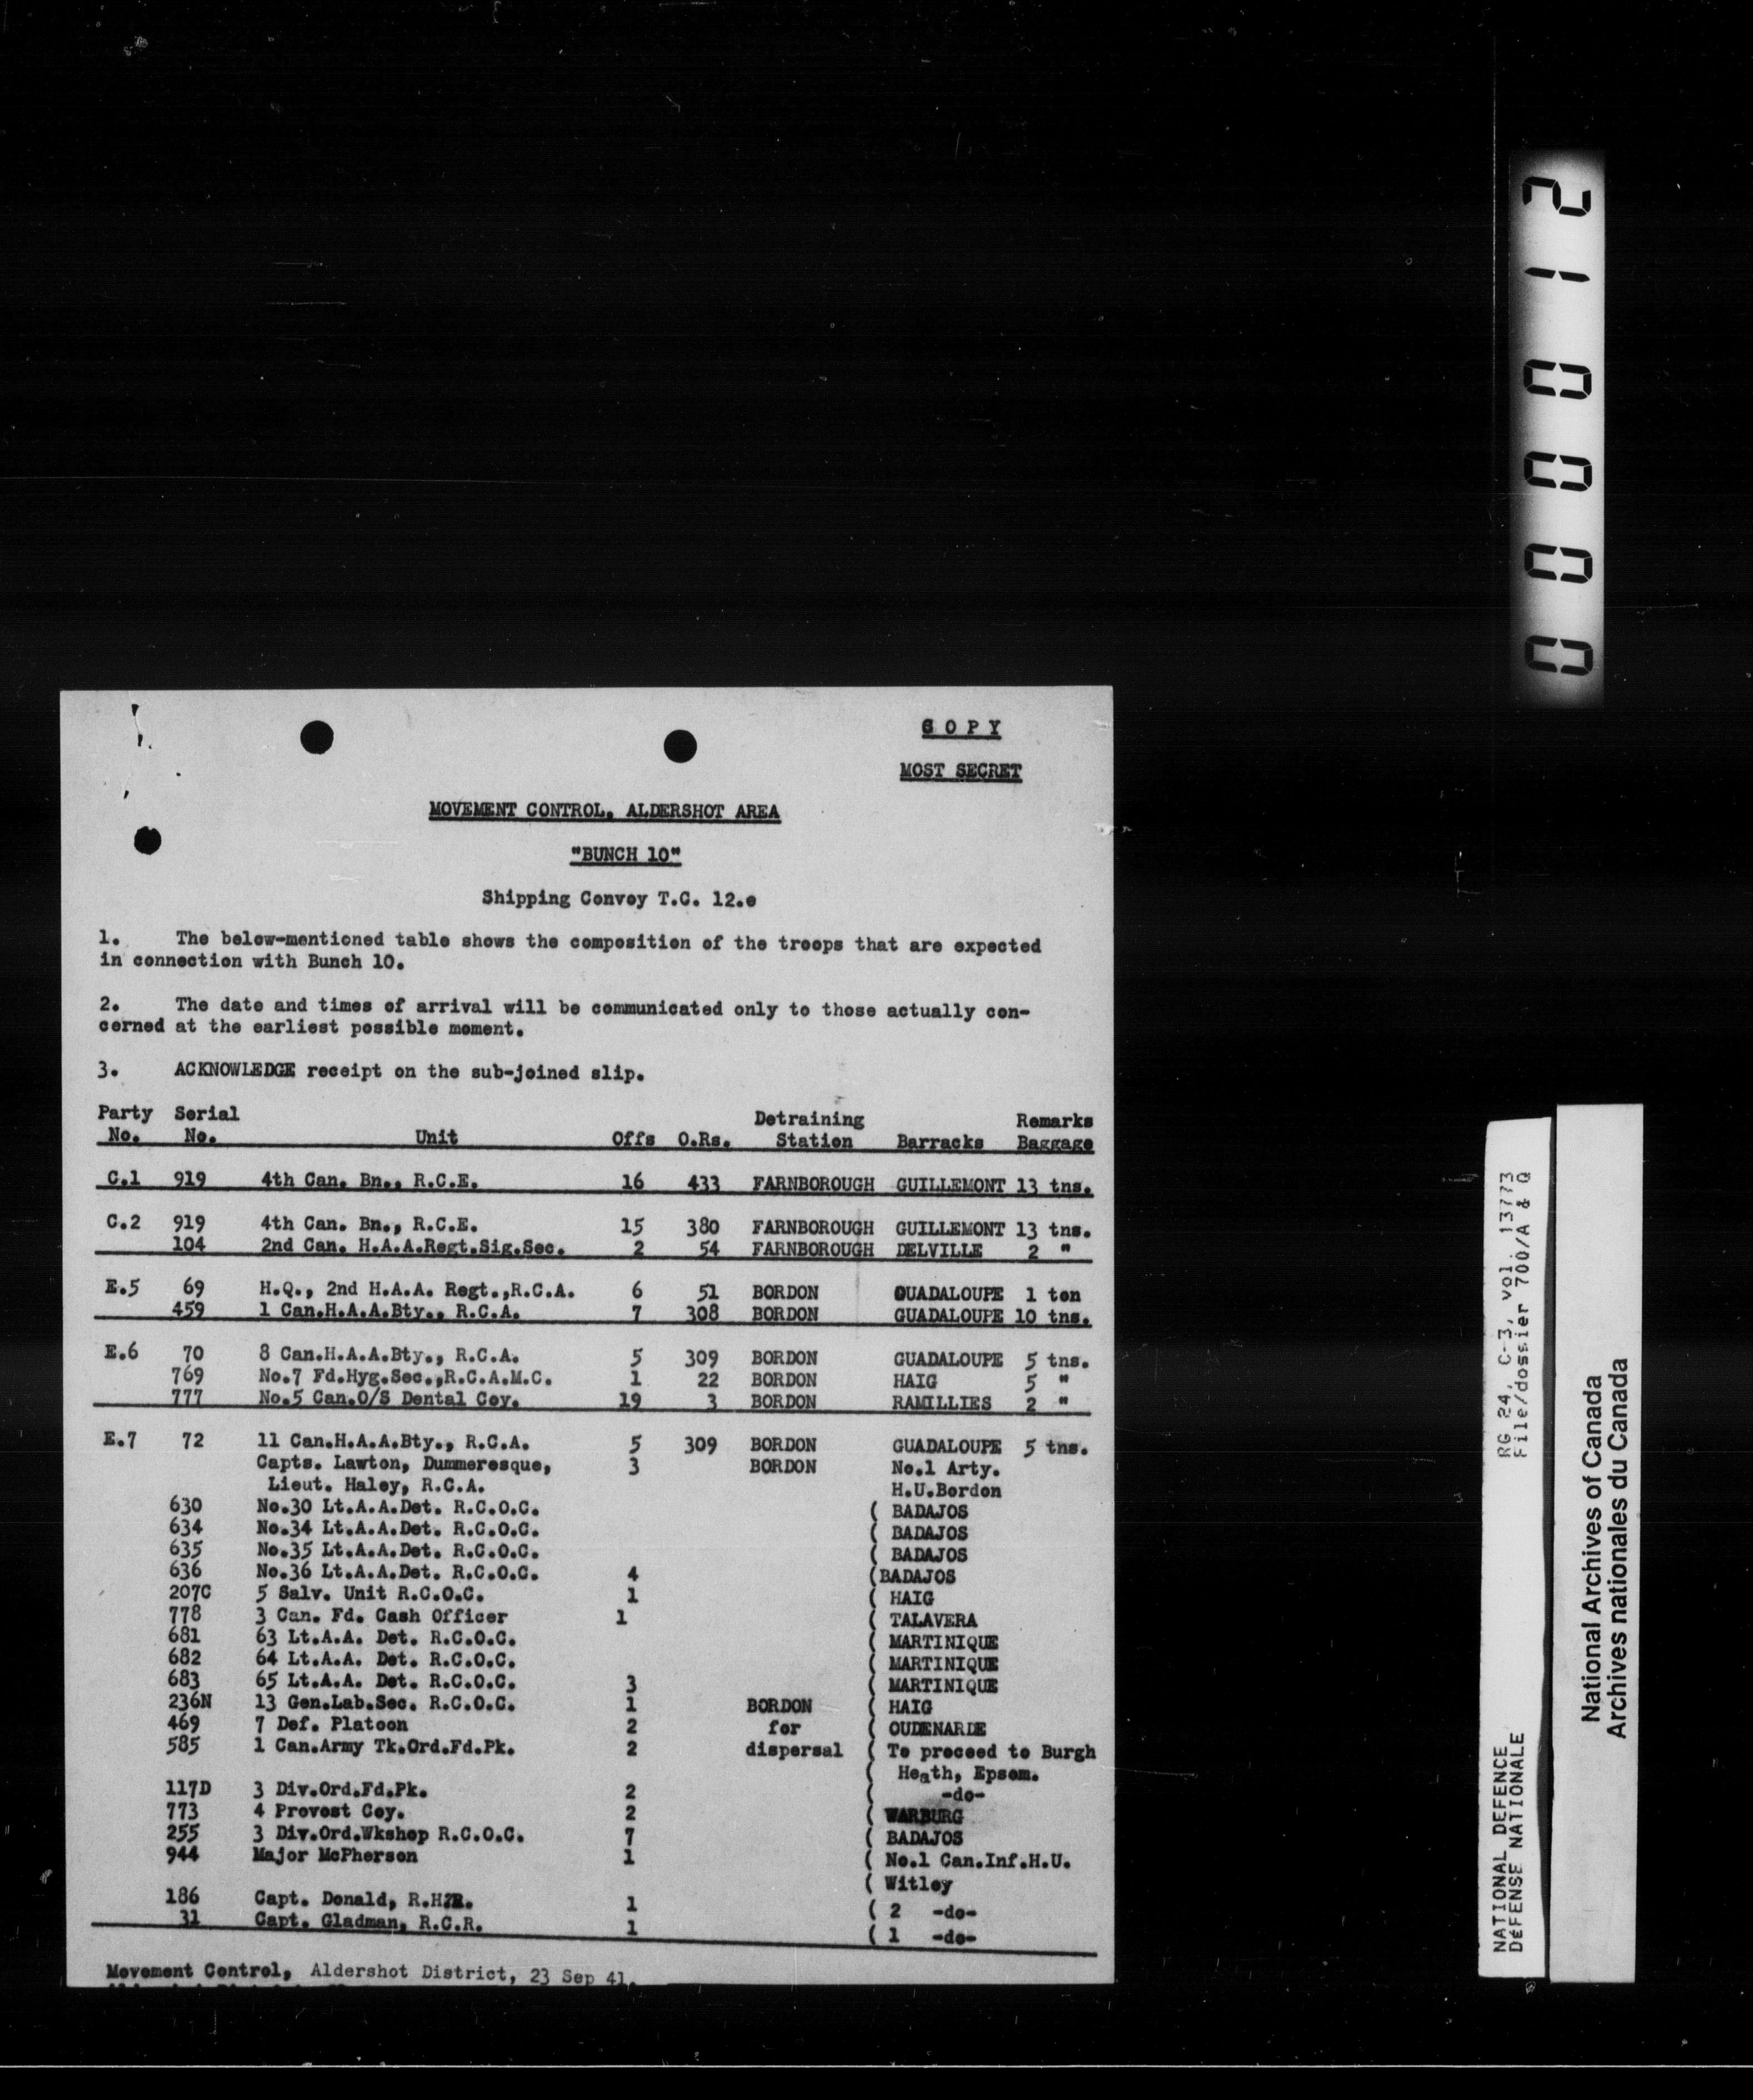 COPY
MOST SECRET
MOVEMENT CONTROL, ALDERSHOT AREA
"BUNCH 10"
Shipping Convoy T.C. 12.e
1. The below-mentioned table shows the composition of the troops that are expected
in connection with Bunch 10.
2. The date and times of arrival will be communicated only to those actually con-
cerned at the earliest possible moment.
3. ACKNOWLEDGE receipt on the sub-joined slip.
Party Serial Detraining Remarks
No. No. Unit Offs O.Rs. Station Barracks Baggage
C.1 919 4th Can. Bn., R.C.E. 16 433 FARNBOROUGH GUILLEMONT 13 tns.
C.2 919 4th Can. Bn., R.C.E. 15 380 FARNBOROUGH GUILLEMONT 13 tns.
104 2nd Can. H.A.A.Regt.Sig.Sec. 2 54 FARNBOROUGH DELVILLE 2 "
E.5 69 H.Q., 2nd H.A.A. Regt.,R.C.A. 6 51 BORDON GUADALOUPE 1 ton
459 1 Can.H.A.A.Bty., R.C.A. 7 308 BORDON GUADALOUPE 10 tns.
E.6 70 8 Can.H.A.A.Bty., R.C.A. 5 309 BORDON GUADALOUPE 5 tns.
769 No.7 Fd.Hyg.Sec.,R.C.A.M.C. 1 22 BORDON HAIG 5 "
777 No.5 Can.O/S Dental Coy. 19 3 BORDON RAMILLIES 2 "
E.7 72 11 Can.H.A.A.Bty., R.C.A. 5 309 BORDON GUADALOUPE 5 tns.
Capts. Lawton, Dummeresque, 3 BORDON No.1 Arty.
Lieut. Haley, R.C.A. H.U.Bordon
630 No.30 Lt.A.A.Det. R.C.O.C. ( BADAJOS
634 No.34 Lt.A.A.Det. R.C.O.C. ( BADAJOS
635 No.35 Lt.A.A.Det. R.C.O.C. ( BADAJOS
636 No.36 Lt.A.A.Det. R.C.O.C. 4 (BADAJOS
207C 5 Salv. Unit R.C.O.C. 1 ( HAIG
778 3 Can. Fd. Cash Officer 1 ( TALAVERA
681 63 Lt.A.A. Det. R.C.O.C. ( MARTINIQUE
682 64 Lt.A.A. Det. R.C.O.C. ( MARTINIQUE
683 65 Lt.A.A. Det. R.C.O.C. 3 ( MARTINIQUE
236N 13 Gen.Lab.Sec. R.C.O.C. 1 BORDON ( HAIG
469 7 Def. Platoon 2 for ( OUDENARDE
585 1 Can.Army Tk.Ord.Fd.Pk. 2 dispersal ( To proceed to Burgh
( Heath, Epsom.
117D 3 Div.Ord.Fd.Pk. 2 ( -do-
773 4 Provost Coy. 2 ( WARBURG
255 3 Div.Ord.Wkshop R.C.O.C. 7 ( BADAJOS
944 Major McPherson 1 ( No.1 Can.Inf.H.U.
( Witley
186 Capt. Donald, 1 ( 2 -do-
31 Capt. Gladman, R.C.R. 1 ( 1 -do-
Movement Control, Aldershot District, 23 Sep 41.
000012
RG 24, C-3, vol. 13773
File/dossier 700/A & Q
NATIONAL DEFENCE
DÉFENSE NATIONALE
National Archives of Canada
Archives nationales du Canada